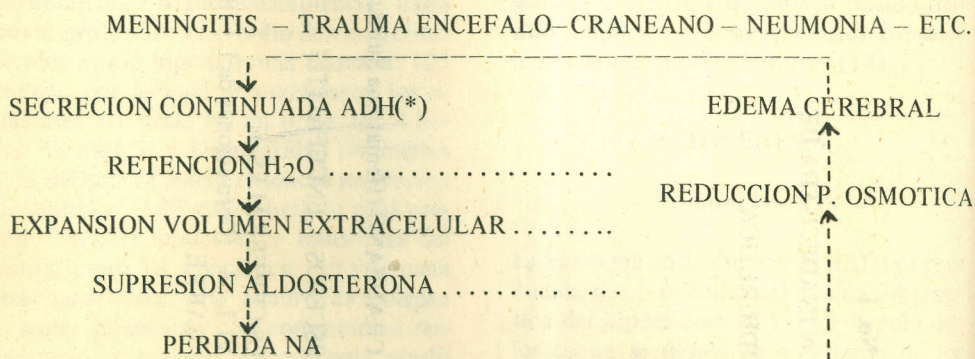 MENINGITIS – TRAUMA ENCEFALO–CRANEANO – NEUMONIA – ETC.
SECRECION CONTINUADA ADH(*)
EDEMA CEREBRAL
RETENCION H₂O . . . . . . . . . . . . . . . . . . . . . . .
REDUCCION P. OSMOTICA
EXPANSION VOLUMEN EXTRACELULAR . . . . . . . .
SUPRESION ALDOSTERONA . . . . . . . . . . . . . .
PERDIDA NA